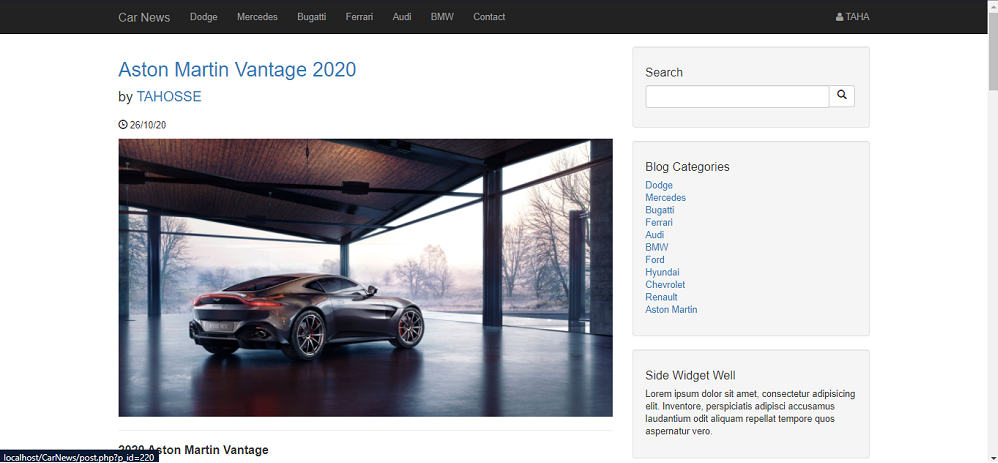 Car News Dodge Mercedes Bugatti Ferrari Audi BMW Contact TAHA
Aston Martin Vantage 2020
by TAHOSSE
26/10/20
2020 Aston Martin Vantage
Search
Blog Categories
Dodge
Mercedes
Bugatti
Ferrari
Audi
BMW
Ford
Hyundai
Chevrolet
Renault
Aston Martin
Side Widget Well
Lorem ipsum dolor sit amet, consectetur adipisicing
elit. Inventore, perspiciatis adipisci accusamus
laudantium odit aliquam repellat tempore quos
aspernatur vero.
localhost/CarNews/post.php?p_id=220